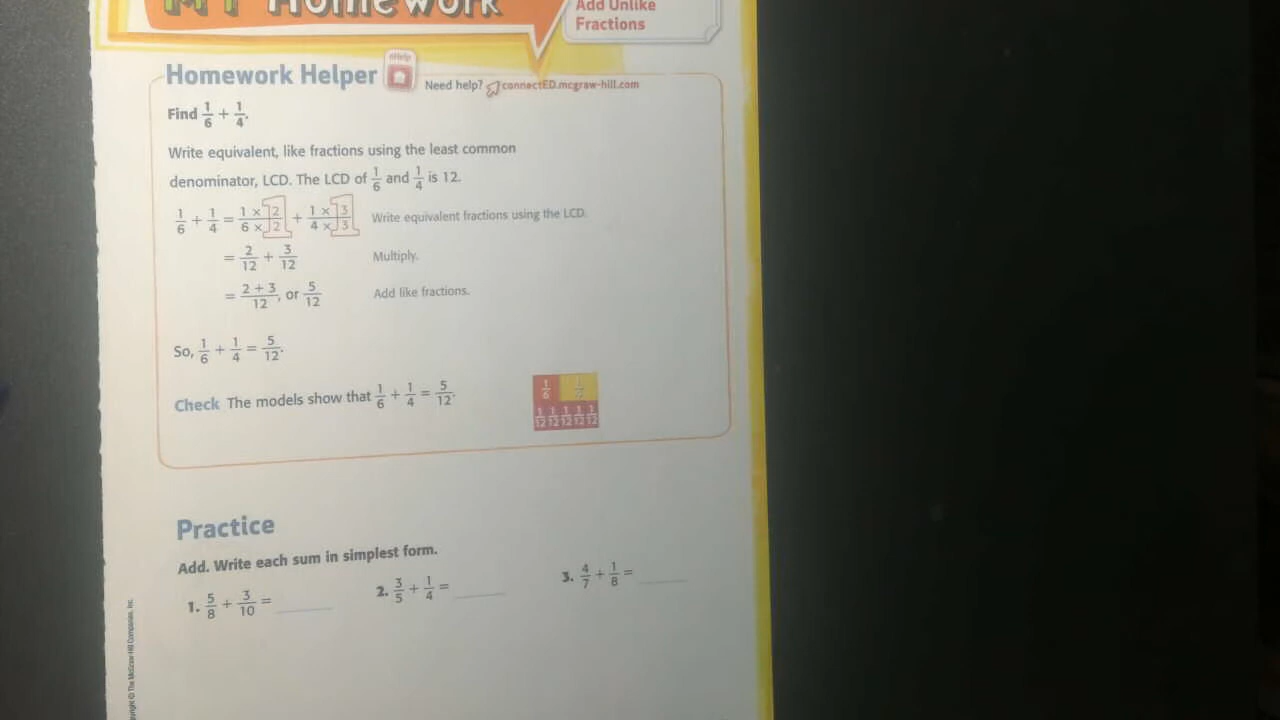 My Homework
Add Unlike
Fractions
Homework Helper
eHelp
Need help? connectED.mcgraw-hill.com
Find 1/6 + 1/4.
Write equivalent, like fractions using the least common
denominator, LCD. The LCD of 1/6 and 1/4 is 12.
1/6 + 1/4 = 1 × 2/6 × 2 + 1 × 3/4 × 3 Write equivalent fractions using the LCD.
= 2/12 + 3/12 Multiply.
= 2 + 3/12, or 5/12 Add like fractions.
So, 1/6 + 1/4 = 5/12.
Check The models show that 1/6 + 1/4 = 5/12.
1/6 1/4
1/12 1/12 1/12 1/12 1/12
Practice
Add. Write each sum in simplest form.
1. 5/8 + 3/10 = 2. 3/5 + 1/4 = 3. 4/7 + 1/8 =
The McGraw-Hill Companies, Inc.